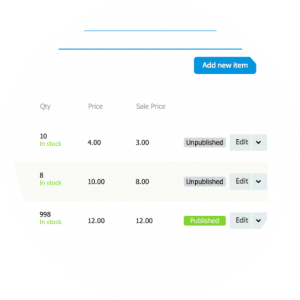 Add new item
Qty Price Sale Price
10
In stock
4.00 3.00 Unpublished Edit
8
In stock
10.00 8.00 Unpublished Edit
998
In stock
12.00 12.00 Published Edit